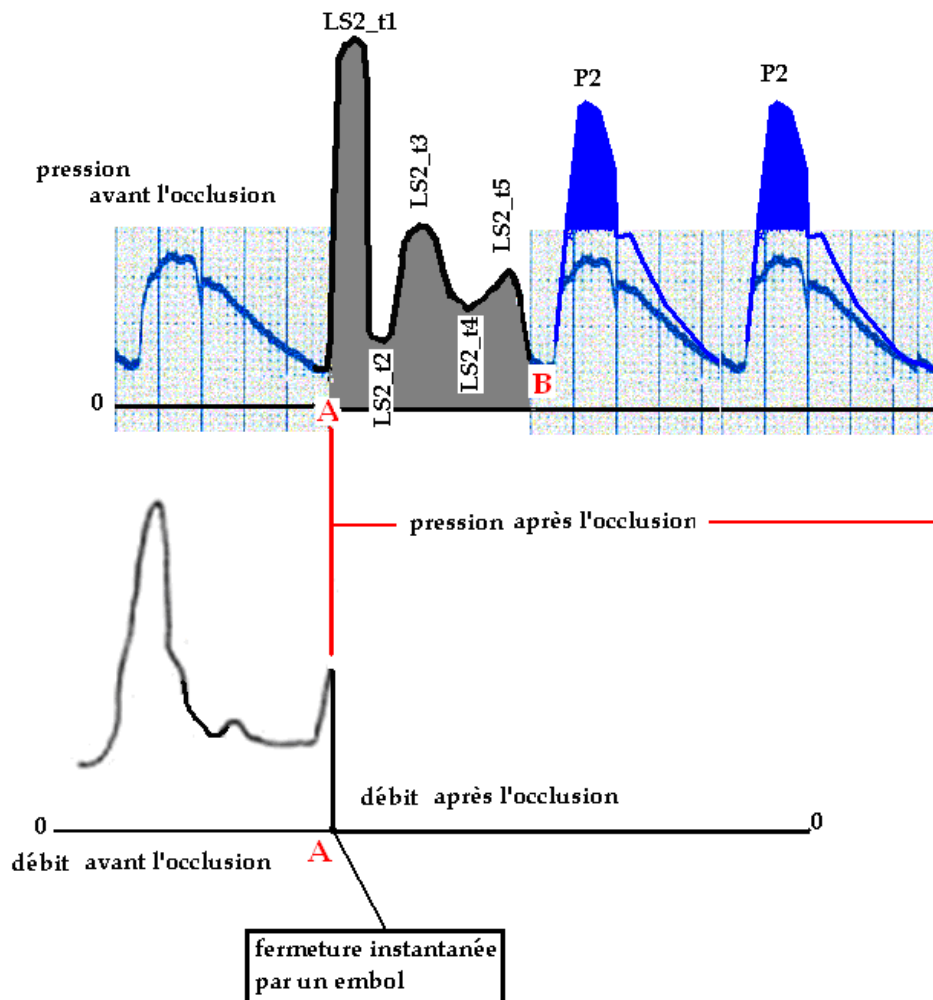 LS2_t1
P2
P2
LS2_t3
LS2_t5
pression
avant l'occlusion
LS2_t2
LS2_t4
0
A
B
pression après l'occlusion
débit après l'occlusion
0
0
débit avant l'occlusion
A
fermeture instantanée
par un embol